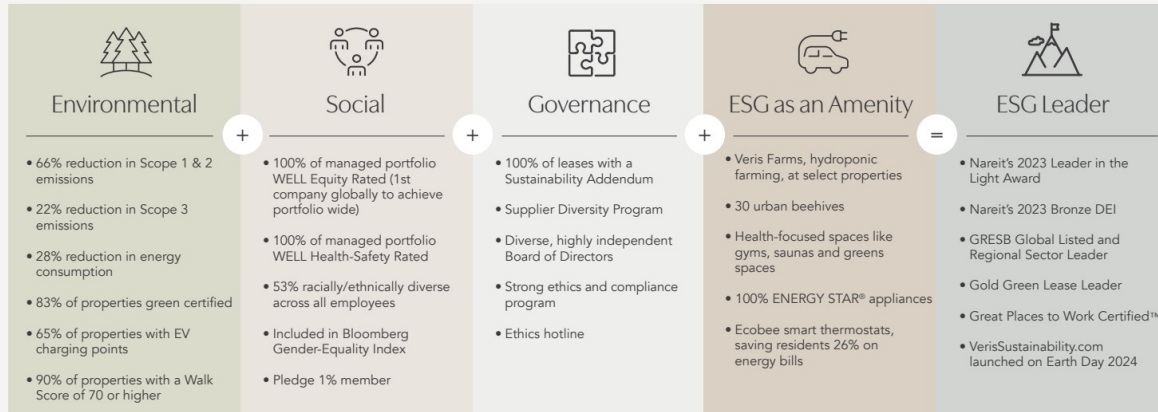 Environmental
• 66% reduction in Scope 1 & 2
emissions
• 22% reduction in Scope 3
emissions
• 28% reduction in energy
consumption
• 83% of properties green certified
• 65% of properties with EV
charging points
• 90% of properties with a Walk
Score of 70 or higher
+
Social
• 100% of managed portfolio
WELL Equity Rated (1st
company globally to achieve
portfolio wide)
• 100% of managed portfolio
WELL Health-Safety Rated
• 53% racially/ethnically diverse
across all employees
• Included in Bloomberg
Gender-Equality Index
• Pledge 1% member
+
Governance
• 100% of leases with a
Sustainability Addendum
• Supplier Diversity Program
• Diverse, highly independent
Board of Directors
• Strong ethics and compliance
program
• Ethics hotline
+
ESG as an Amenity
• Veris Farms, hydroponic
farming, at select properties
• 30 urban beehives
• Health-focused spaces like
gyms, saunas and greens
spaces
• 100% ENERGY STAR® appliances
• Ecobee smart thermostats,
saving residents 26% on
energy bills
=
ESG Leader
• Nareit's 2023 Leader in the
Light Award
• Nareit's 2023 Bronze DEI
• GRESB Global Listed and
Regional Sector Leader
• Gold Green Lease Leader
• Great Places to Work Certified™
• VerisSustainability.com
launched on Earth Day 2024